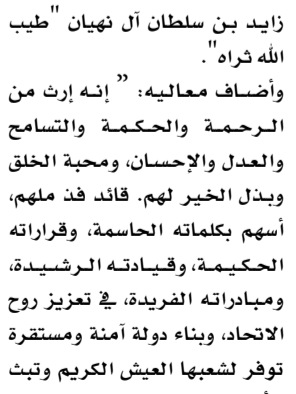 زايد بن سلطان آل نهيان "طيب
الله ثراه".
وأضاف معاليه: ” إنه إرث من
الرحمة والحكمة والتسامح
والعدل والإحسان، ومحبة الخلق
وبذل الخير لهم. قائد فذ ملهم،
أسهم بكلماته الحاسمة، وقراراته
الحكيمة، وقيادته الرشيدة،
ومبادراته الفريدة، في تعزيز روح
الاتحاد، وبناء دولة آمنة ومستقرة
توفر لشعبها العيش الكريم وتبث